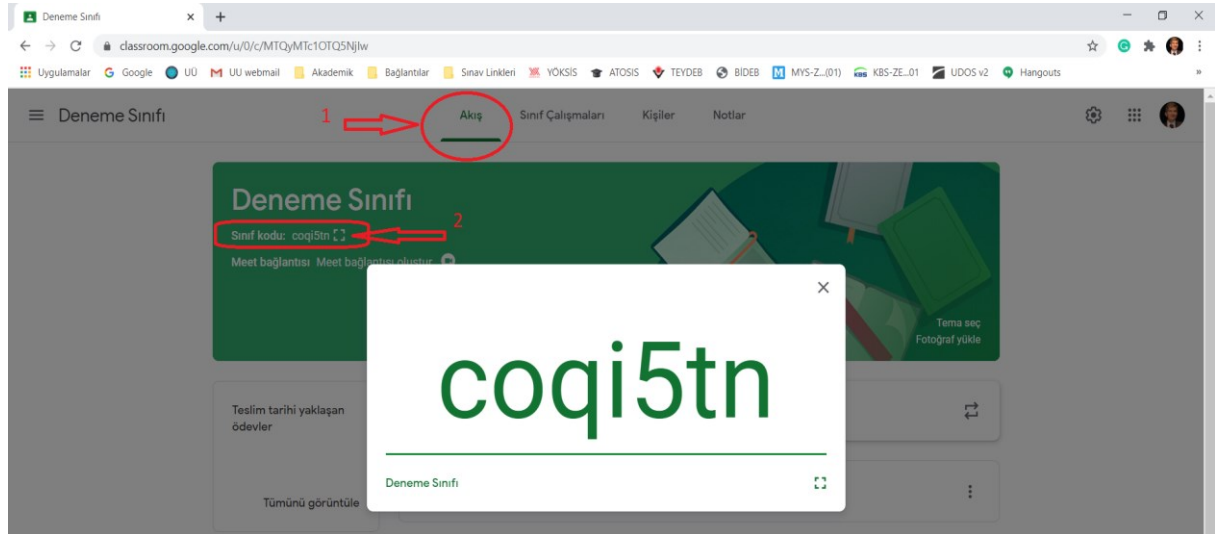 Deneme Sınıfı
classroom.google.com/u/0/c/MTQyMTc1OTQ5NjIw
Uygulamalar Google UÜ UU webmail Akademik Bağlantılar Sınav Linkleri YÖKSİS ATOSIS TEYDEB BİDEB MYS-Z...(01) KBS-ZE...01 UDOS v2 Hangouts »
Deneme Sınıfı 1 Akış Sınıf Çalışmaları Kişiler Notlar
Deneme Sınıfı
2
Sınıf kodu: coqi5tn
Meet bağlantısı Meet bağlantısı oluştur
Tema seç
Fotoğraf yükle
coqi5tn
Teslim tarihi yaklaşan
ödevler
Deneme Sınıfı
Tümünü görüntüle